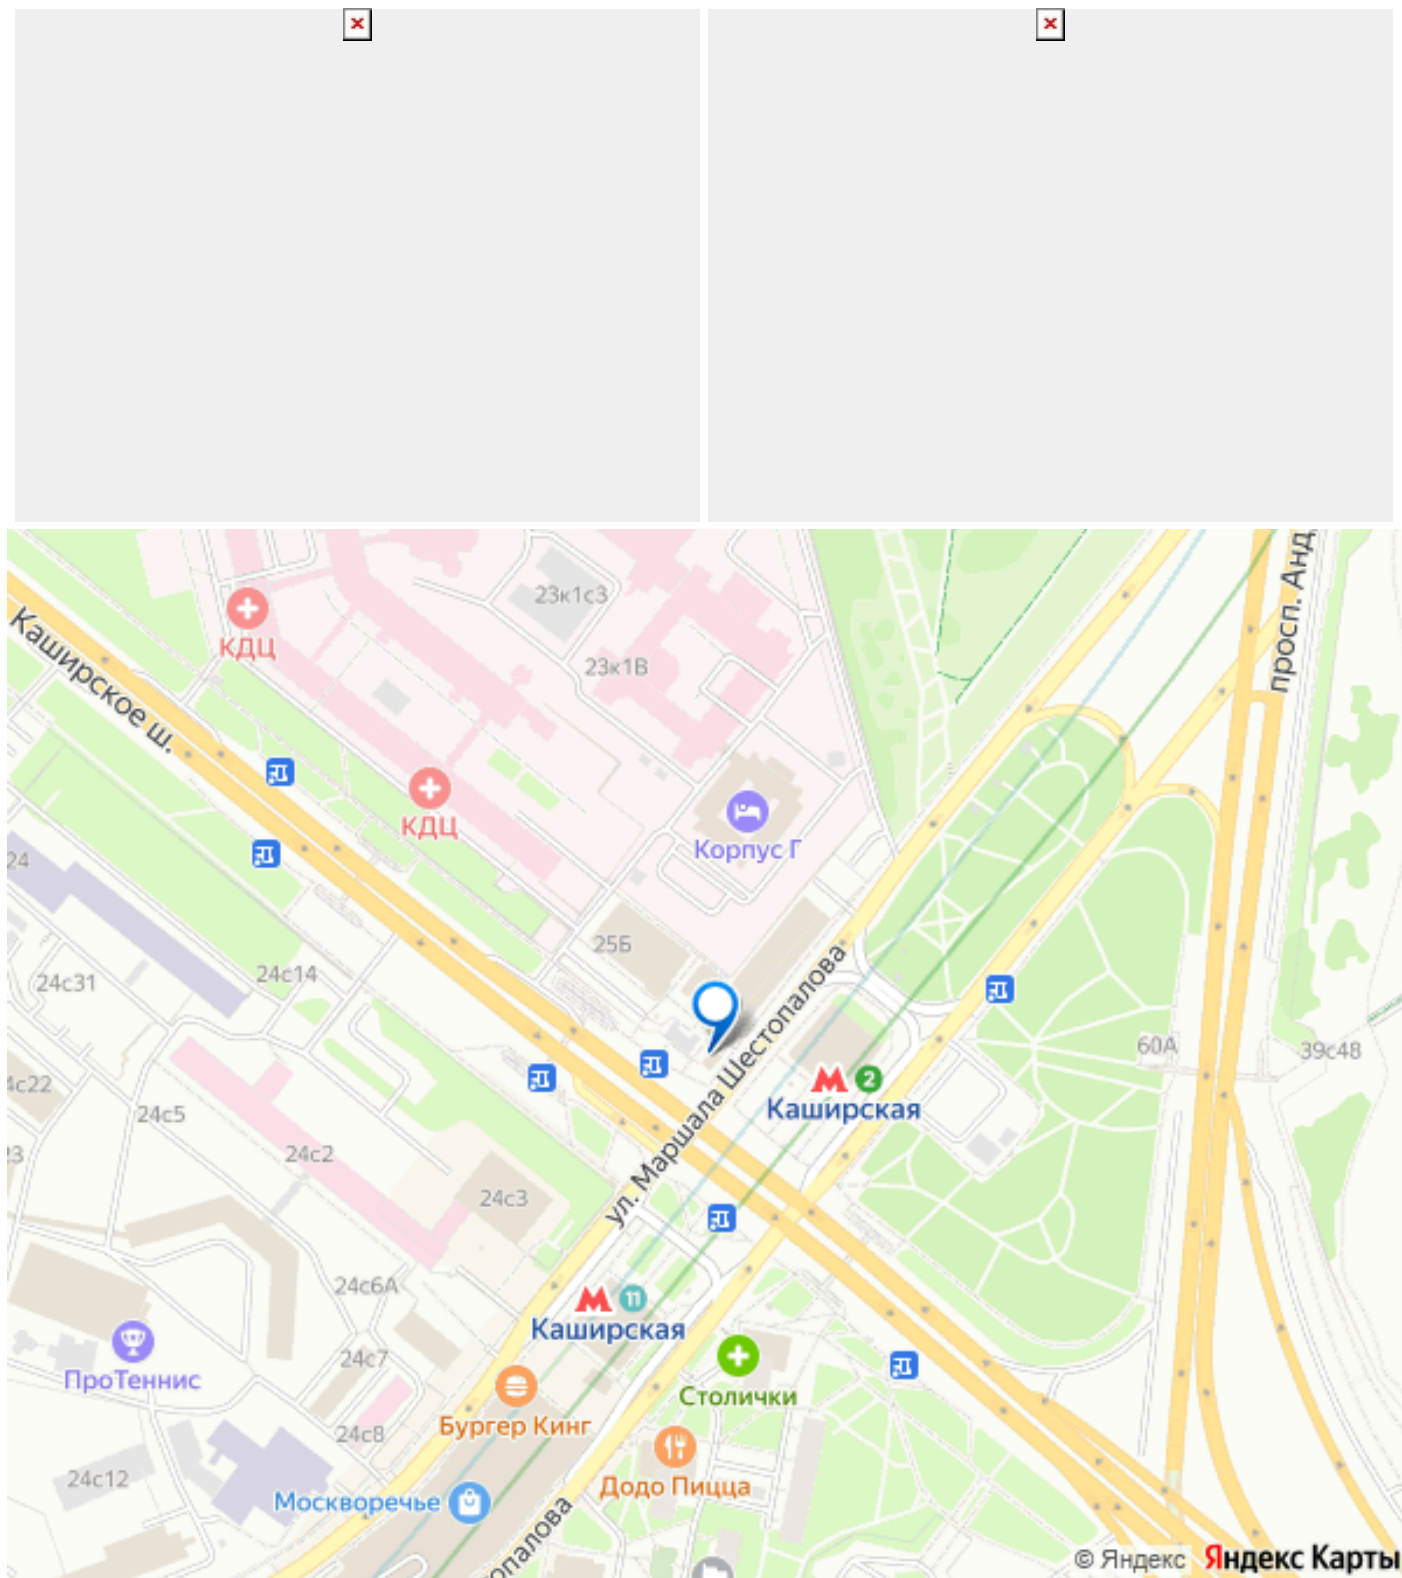 просп. Анд
23к1с3
КДЦ
Каширское ш.
23к1В
КДЦ
Корпус Г
24
25Б
24с14
24с31
ул. Маршала Шестопалова
60А
39с48
4с22
2
Каширская
24с5
24с2
3
24с3
24с6А
11
Каширская
24с7
ПроТеннис
Столички
Бургер Кинг
24с8
24с12
Додо Пицца
Москворечье
опалова
© Яндекс Яндекс Карты